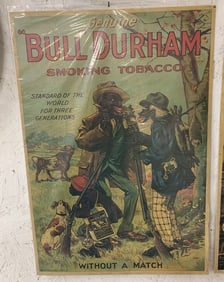 Genuine
BULL DURHAM
SMOKING TOBACCO
STANDARD OF THE
WORLD
FOR THREE
GENERATIONS
WITHOUT A MATCH